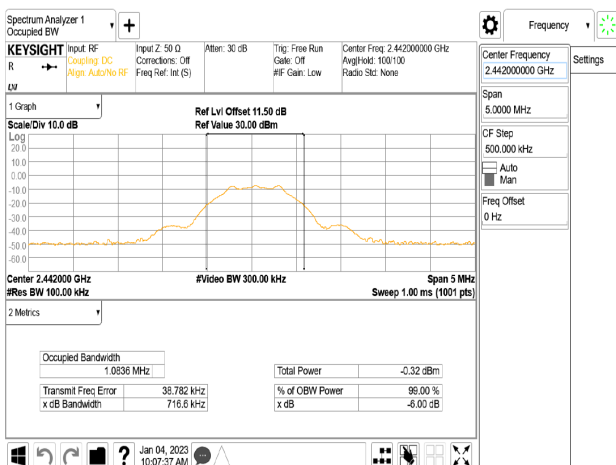 Spectrum Analyzer 1
Occupied BW
Frequency
KEYSIGHT
R
Input: RF
Coupling: DC
Align: Auto/No RF
Input Z: 50 Ω
Corrections: Off
Freq Ref: Int (S)
Atten: 30 dB
Trig: Free Run
Gate: Off
#IF Gain: Low
Center Freq: 2.442000000 GHz
Avg|Hold: 100/100
Radio Std: None
Center Frequency
2.442000000 GHz
Settings
Span
5.0000 MHz
CF Step
500.000 kHz
Auto
Man
Freq Offset
0 Hz
1 Graph
Scale/Div 10.0 dB
Ref Lvl Offset 11.50 dB
Ref Value 30.00 dBm
Log
20.0
10.0
0.00
-10.0
-20.0
-30.0
-40.0
-50.0
-60.0
Center 2.442000 GHz
#Video BW 300.00 kHz
Span 5 MHz
#Res BW 100.00 kHz
Sweep 1.00 ms (1001 pts)
2 Metrics
Occupied Bandwidth
1.0836 MHz
Total Power -0.32 dBm
Transmit Freq Error 38.782 kHz
% of OBW Power 99.00 %
x dB Bandwidth 716.6 kHz
x dB -6.00 dB
?
Jan 04, 2023
10:07:37 AM